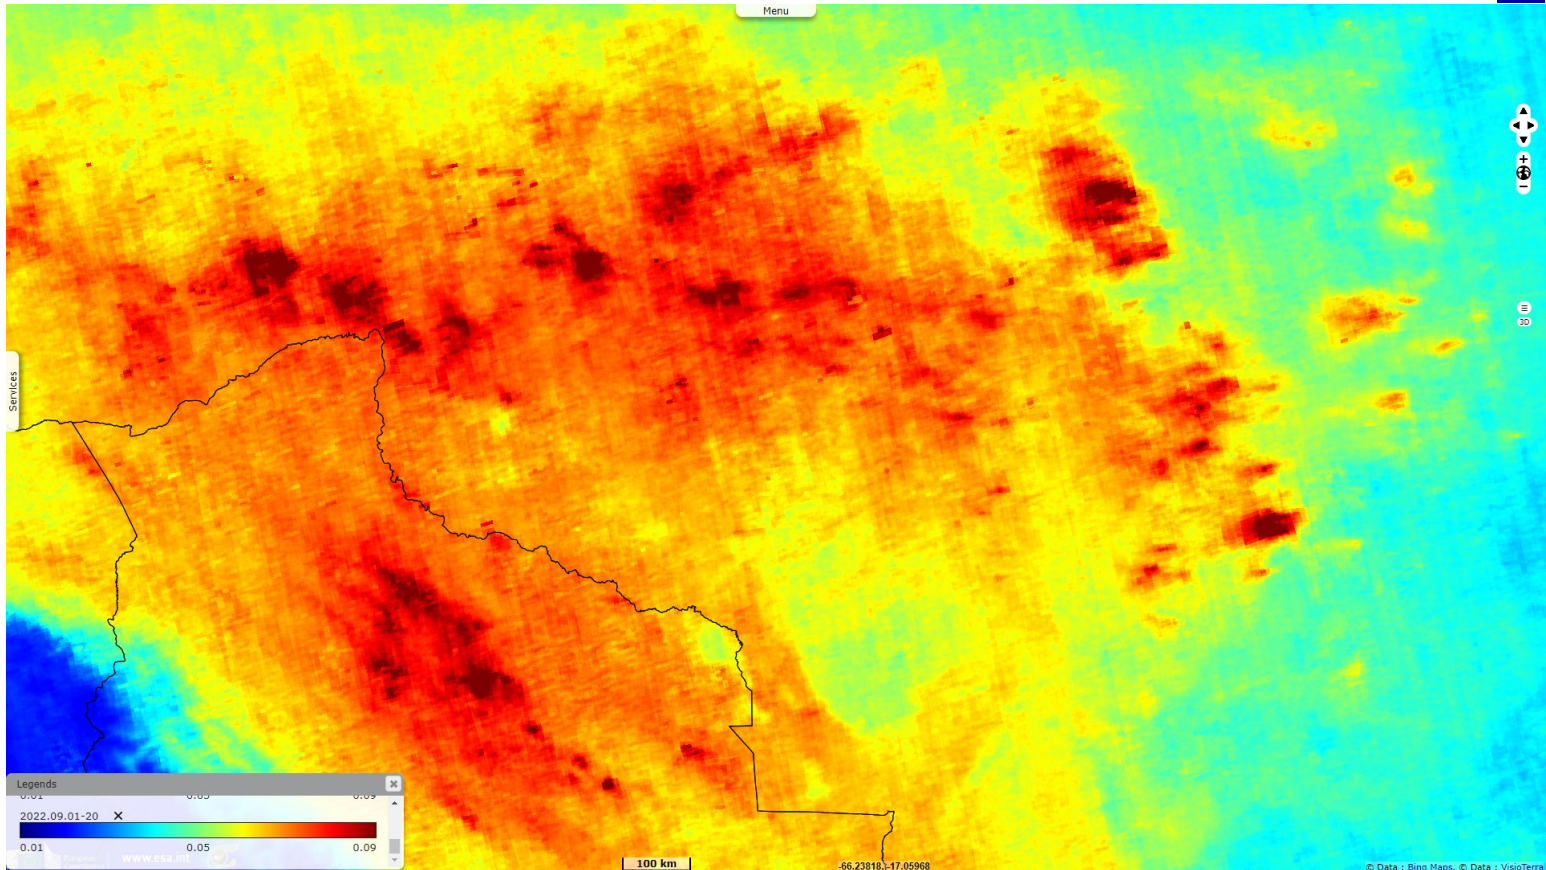 Menu
3D
Services
Legends
0.01 0.05 0.09
2022.09.01-20
0.01 0.05 0.09
www.esa.int
100 km
-66.23818,-17.05968
© Data : Bing Maps, © Data : VisioTerra